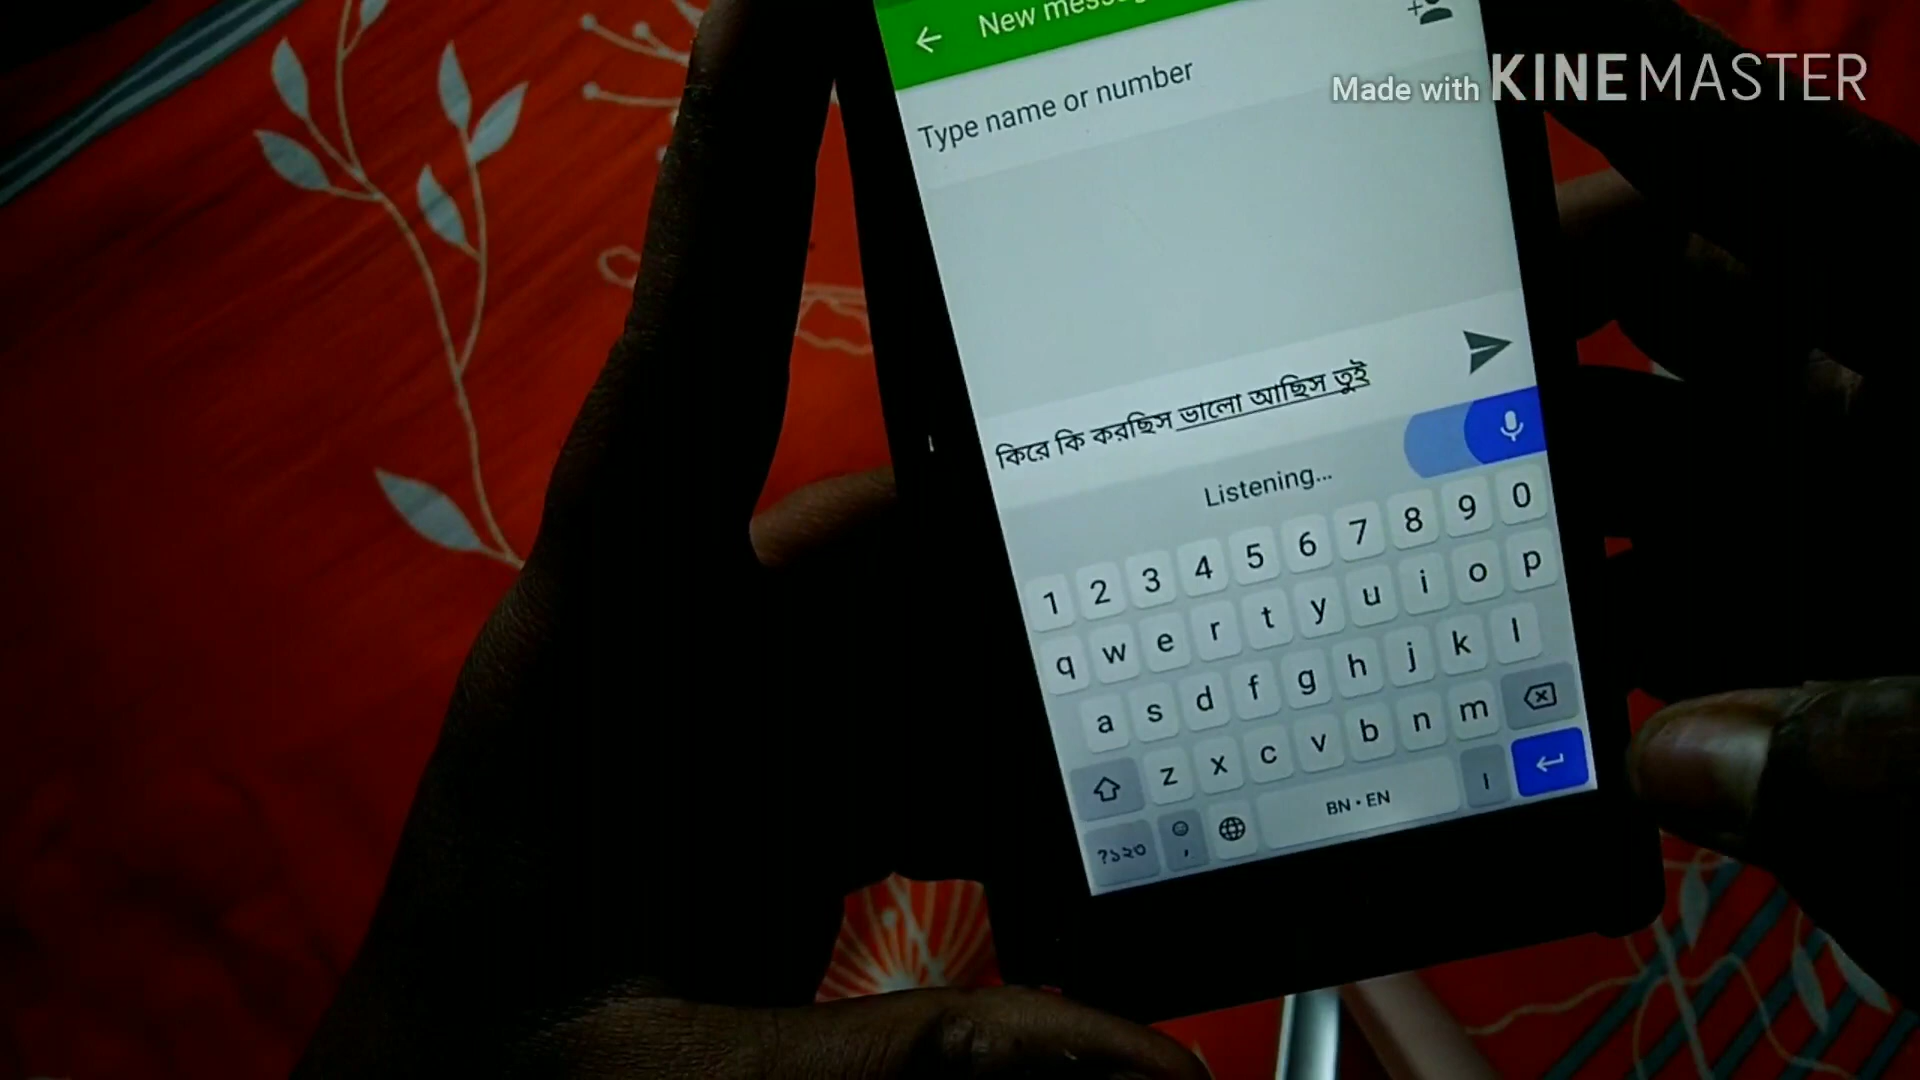 New
Made with KINEMASTER
Type name or number
কিরে কি করছিস ভালো আছিস তুই
Listening...
1 2 3 4 5 6 7 8 9 0
q w e r t y u i o p
a s d f g h j k l
z x c v b n m
?১২৩ , BN • EN ।